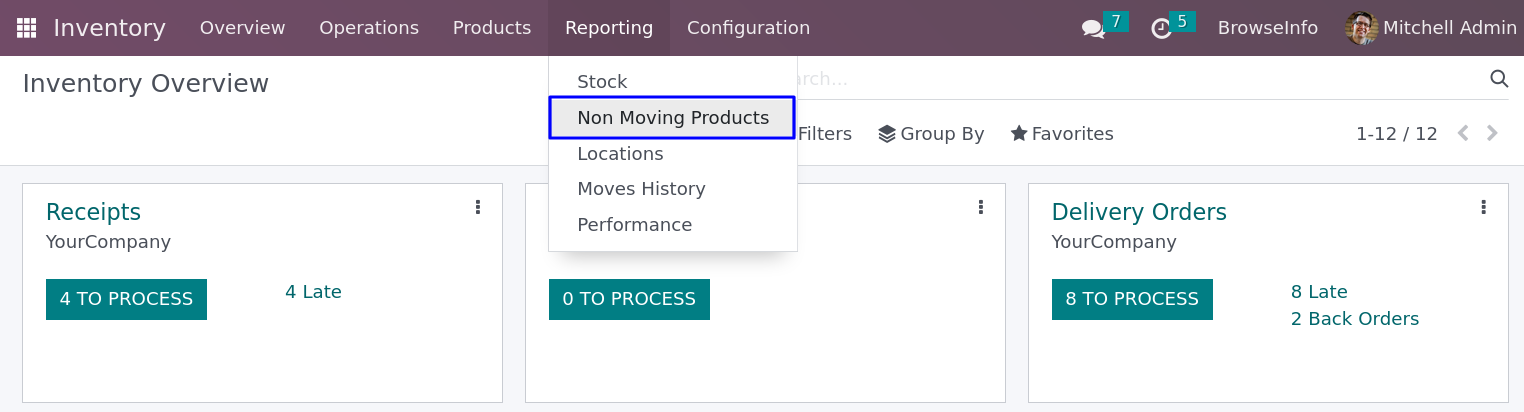 Inventory Overview Operations Products Reporting Configuration 7 5 BrowseInfo Mitchell Admin
Inventory Overview
Stock
Non Moving Products
Locations
Moves History
Performance
Filters Group By Favorites 1-12 / 12
Receipts
YourCompany
4 TO PROCESS 4 Late
0 TO PROCESS
Delivery Orders
YourCompany
8 TO PROCESS 8 Late
2 Back Orders